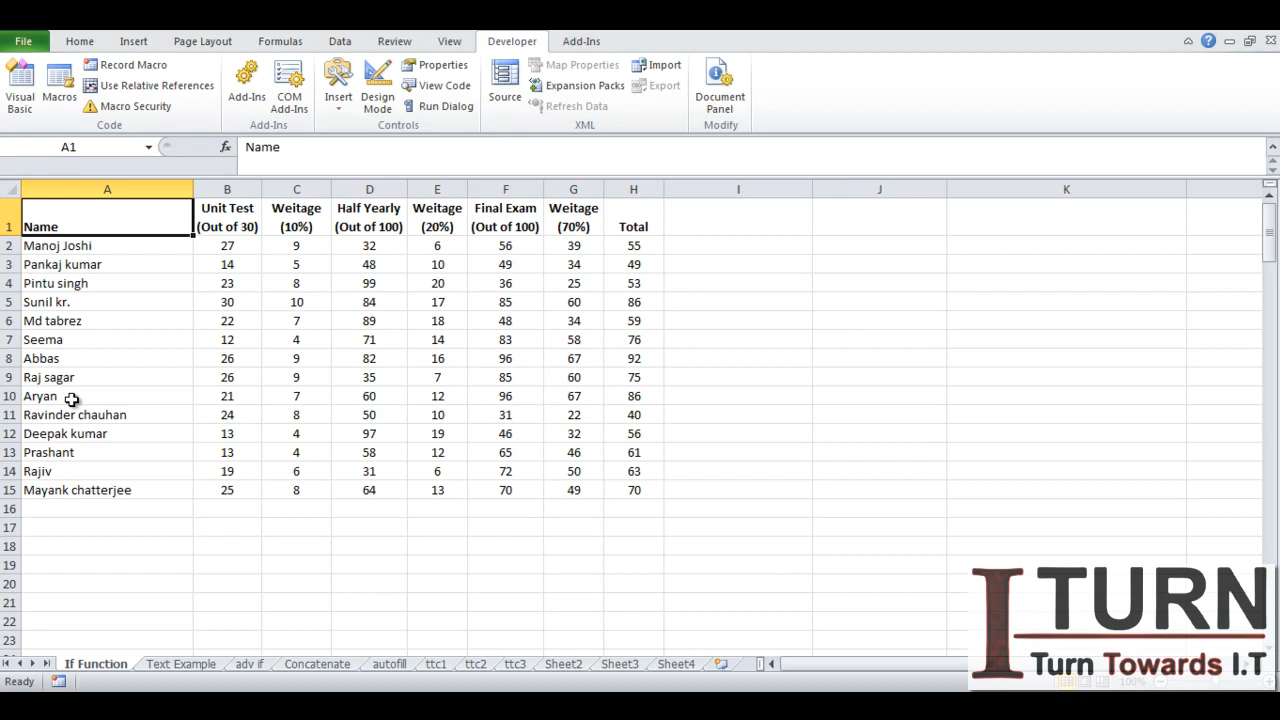 File Home Insert Page Layout Formulas Data Review View Developer Add-Ins
Visual Basic
Macros
Record Macro
Use Relative References
Macro Security
Code
Add-Ins
COM Add-Ins
Add-Ins
Insert
Design Mode
Properties
View Code
Run Dialog
Controls
Source
Map Properties
Expansion Packs
Refresh Data
Import
Export
XML
Document Panel
Modify
A1 fx Name
A B C D E F G H I J K
Unit Test Weitage Half Yearly Weitage Final Exam Weitage
1 Name (Out of 30) (10%) (Out of 100) (20%) (Out of 100) (70%) Total
2 Manoj Joshi 27 9 32 6 56 39 55
3 Pankaj kumar 14 5 48 10 49 34 49
4 Pintu singh 23 8 99 20 36 25 53
5 Sunil kr. 30 10 84 17 85 60 86
6 Md tabrez 22 7 89 18 48 34 59
7 Seema 12 4 71 14 83 58 76
8 Abbas 26 9 82 16 96 67 92
9 Raj sagar 26 9 35 7 85 60 75
10 Aryan 21 7 60 12 96 67 86
11 Ravinder chauhan 24 8 50 10 31 22 40
12 Deepak kumar 13 4 97 19 46 32 56
13 Prashant 13 4 58 12 65 46 61
14 Rajiv 19 6 31 6 72 50 63
15 Mayank chatterjee 25 8 64 13 70 49 70
16
17
18
19
20
21
22
23
If Function Text Example adv if Concatenate autofill ttc1 ttc2 ttc3 Sheet2 Sheet3 Sheet4
Ready 100%
I TURN
Turn Towards I.T